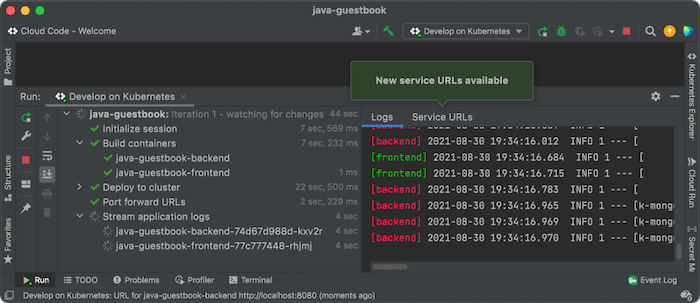 java-guestbook
Cloud Code - Welcome
Develop on Kubernetes
Project
New service URLs available
Run:
Develop on Kubernetes
Kubernetes Explorer
java-guestbook: Iteration 1 - watching for changes 44 sec
Logs
Service URLs
Initialize session 7 sec, 569 ms
Build containers 7 sec, 232 ms
java-guestbook-backend
java-guestbook-frontend 1 ms
Deploy to cluster 22 sec, 500 ms
Port forward URLs 2 sec, 229 ms
Stream application logs 4 sec
java-guestbook-backend-74d67d988d-kxv2r 4 sec
java-guestbook-frontend-77c777448-rhjmj 4 sec
[backend] 2021-08-30 19:34:16.012 INFO 1 --- [
[frontend] 2021-08-30 19:34:16.684 INFO 1 --- [
[frontend] 2021-08-30 19:34:16.715 INFO 1 --- [
[backend] 2021-08-30 19:34:16.783 INFO 1 --- [
[backend] 2021-08-30 19:34:16.965 INFO 1 --- [k-mong
[backend] 2021-08-30 19:34:16.969 INFO 1 --- [k-mong
[backend] 2021-08-30 19:34:16.970 INFO 1 --- [k-mong
Structure
Favorites
Cloud Run
Secret Ma
Run
TODO
Problems
Profiler
Terminal
Event Log
Develop on Kubernetes: URL for java-guestbook-backend http://localhost:8080 (moments ago)